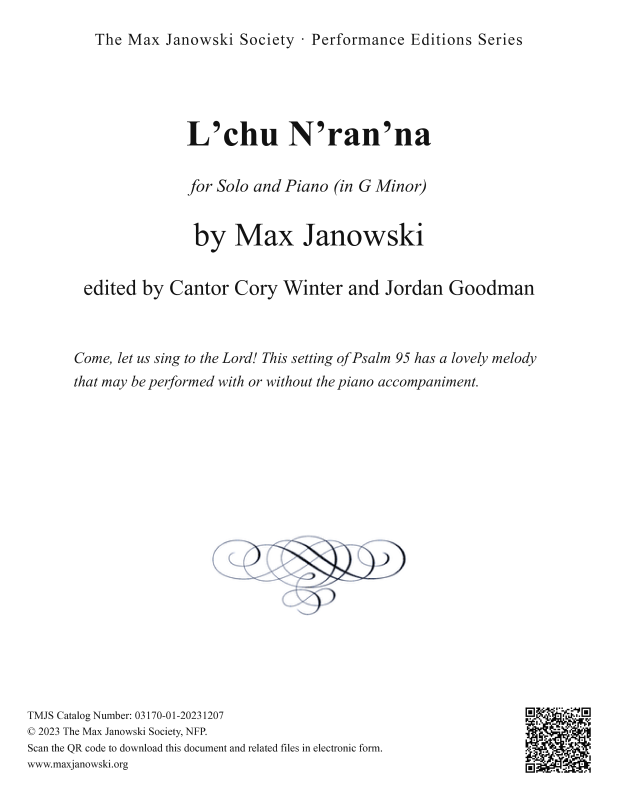 The Max Janowski Society · Performance Editions Series
L’chu N’ran’na
for Solo and Piano (in G Minor)
by Max Janowski
edited by Cantor Cory Winter and Jordan Goodman
Come, let us sing to the Lord! This setting of Psalm 95 has a lovely melody
that may be performed with or without the piano accompaniment.
TMJS Catalog Number: 03170-01-20231207
© 2023 The Max Janowski Society, NFP.
Scan the QR code to download this document and related files in electronic form.
www.maxjanowski.org